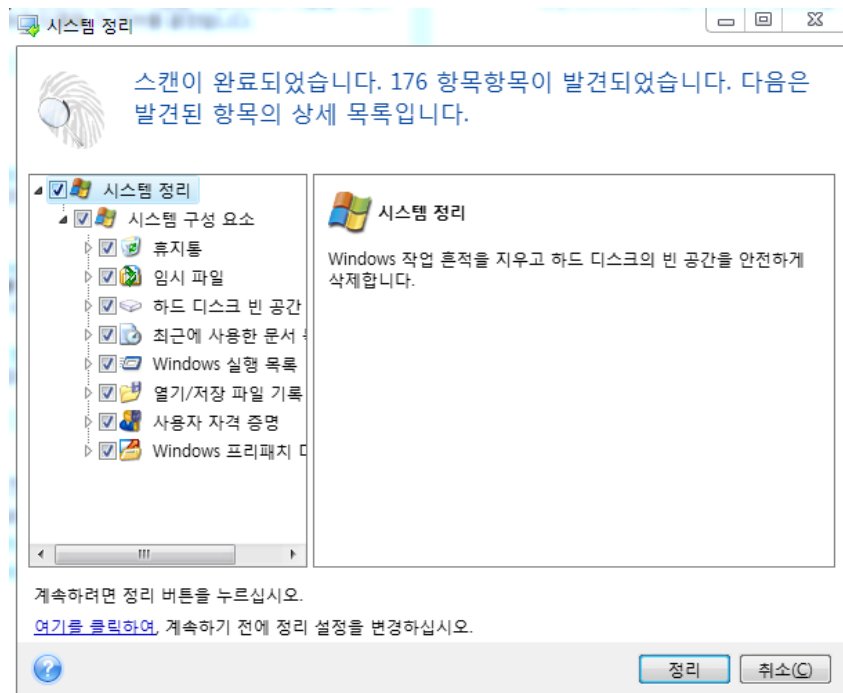 시스템 정리
스캔이 완료되었습니다. 176 항목항목이 발견되었습니다. 다음은
발견된 항목의 상세 목록입니다.
시스템 정리
시스템 구성 요소
휴지통
임시 파일
하드 디스크 빈 공간
최근에 사용한 문서
Windows 실행 목록
열기/저장 파일 기록
사용자 자격 증명
Windows 프리패치
시스템 정리
Windows 작업 흔적을 지우고 하드 디스크의 빈 공간을 안전하게
삭제합니다.
계속하려면 정리 버튼을 누르십시오.
여기를 클릭하여, 계속하기 전에 정리 설정을 변경하십시오.
정리
취소(C)